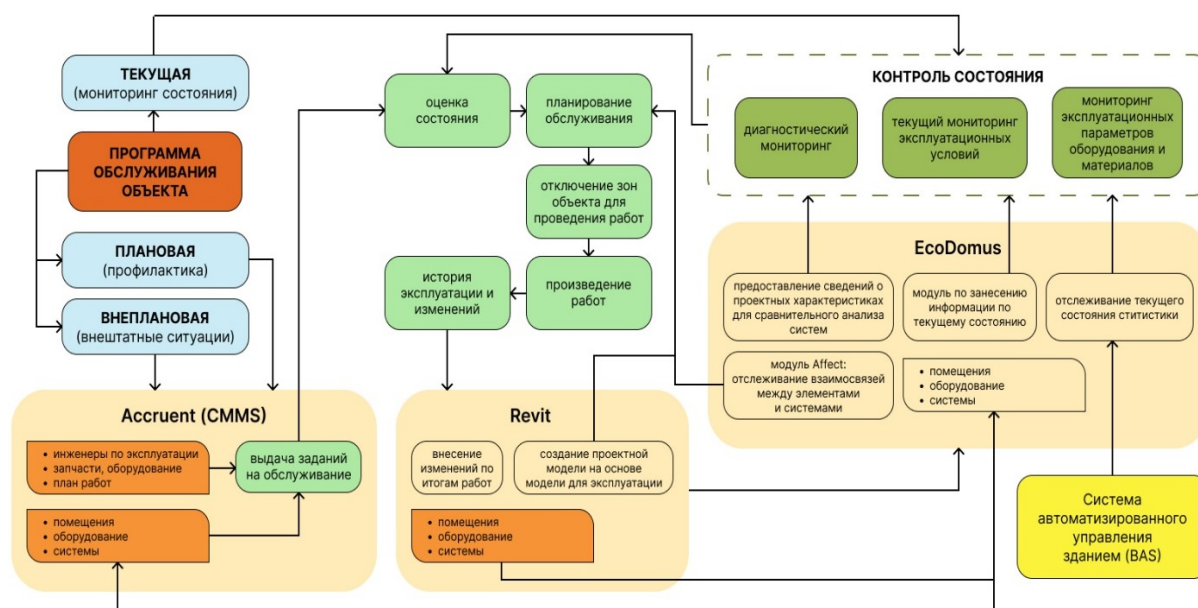 ТЕКУЩАЯ
(мониторинг состояния)
ПРОГРАММА
ОБСЛУЖИВАНИЯ
ОБЪЕКТА
ПЛАНОВАЯ
(профилактика)
ВНЕПЛАНОВАЯ
(внештатные ситуации)
оценка
состояния
планирование
обслуживания
отключение зон
объекта для
проведения работ
произведение
работ
история
эксплуатации и
изменений
КОНТРОЛЬ СОСТОЯНИЯ
диагностический
мониторинг
текущий мониторинг
эксплуатационных
условий
мониторинг
эксплуатационных
параметров
оборудования и
материалов
EcoDomus
предоставление сведений о
проектных характеристиках
для сравнительного анализа
систем
модуль по занесению
информации по
текущему состоянию
отслеживание текущего
состояния ститистики
модуль Affect:
отслеживание взаимосвязей
между элементами
и системами
• помещения
• оборудование
• системы
Accruent (CMMS)
• инженеры по эксплуатации
• запчасти, оборудование
• план работ
выдача заданий
на обслуживание
• помещения
• оборудование
• системы
Revit
внесение
изменений по
итогам работ
создание проектной
модели на основе
модели для эксплуатации
• помещения
• оборудование
• системы
Система
автоматизированного
управления
зданием (BAS)